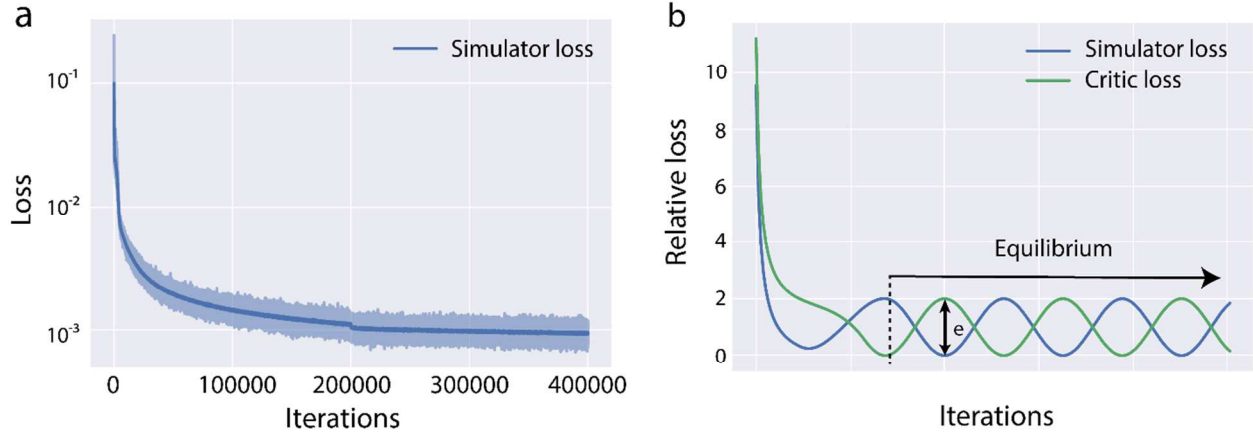 a
Simulator loss
10⁻¹
10⁻²
10⁻³
Loss
0 100000 200000 300000 400000
Iterations
b
Simulator loss
Critic loss
10
8
6
4
2
0
Relative loss
Equilibrium
e
Iterations